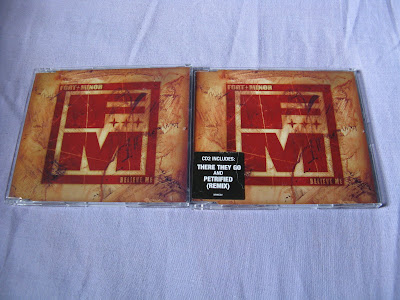 FORT + MINOR
FM
BELIEVE ME
FORT + MINOR
FM
BELIEVE ME
CD2 INCLUDES:
THERE THEY GO
AND
PETRIFIED
(REMIX)